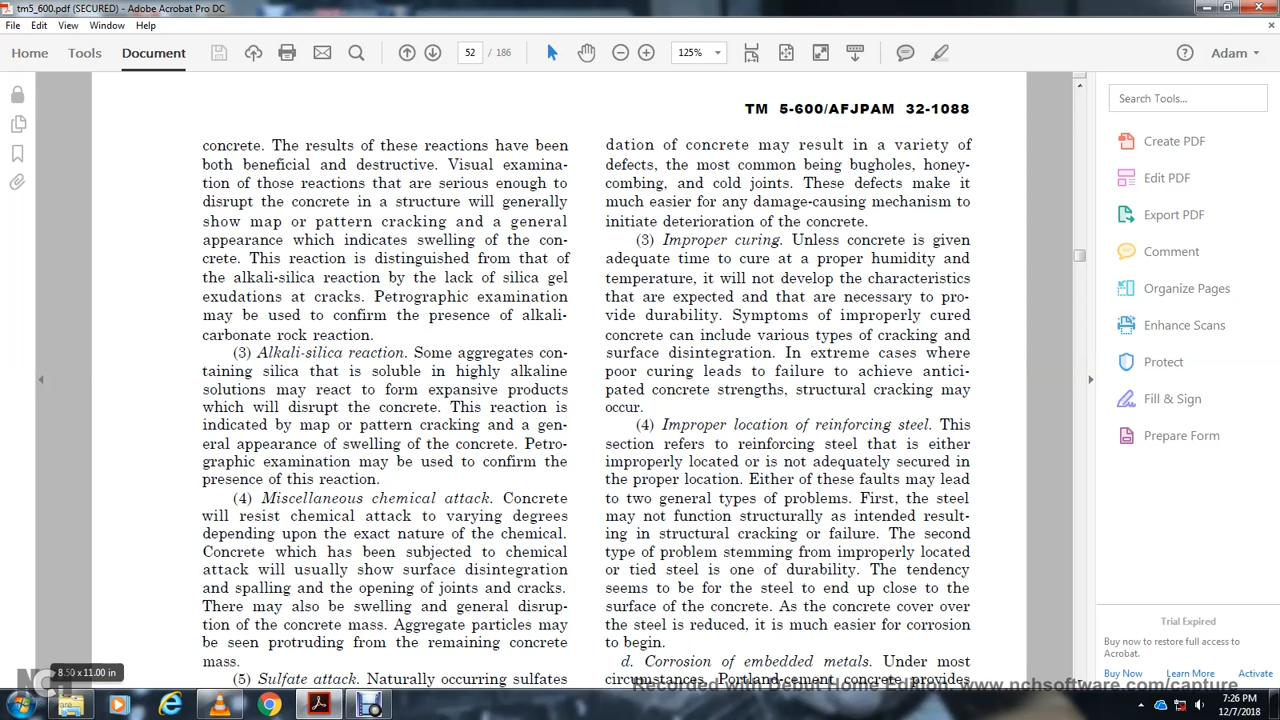 tm5_600.pdf (SECURED) - Adobe Acrobat Pro DC
File Edit View Window Help
Home Tools Document 52 / 186 125% Adam
TM 5-600/AFJPAM 32-1088
concrete. The results of these reactions have been
both beneficial and destructive. Visual examina-
tion of those reactions that are serious enough to
disrupt the concrete in a structure will generally
show map or pattern cracking and a general
appearance which indicates swelling of the con-
crete. This reaction is distinguished from that of
the alkali-silica reaction by the lack of silica gel
exudations at cracks. Petrographic examination
may be used to confirm the presence of alkali-
carbonate rock reaction.
(3) Alkali-silica reaction. Some aggregates con-
taining silica that is soluble in highly alkaline
solutions may react to form expansive products
which will disrupt the concrete. This reaction is
indicated by map or pattern cracking and a gen-
eral appearance of swelling of the concrete. Petro-
graphic examination may be used to confirm the
presence of this reaction.
(4) Miscellaneous chemical attack. Concrete
will resist chemical attack to varying degrees
depending upon the exact nature of the chemical.
Concrete which has been subjected to chemical
attack will usually show surface disintegration
and spalling and the opening of joints and cracks.
There may also be swelling and general disrup-
tion of the concrete mass. Aggregate particles may
be seen protruding from the remaining concrete
mass.
(5) Sulfate attack. Naturally occurring sulfates
dation of concrete may result in a variety of
defects, the most common being bugholes, honey-
combing, and cold joints. These defects make it
much easier for any damage-causing mechanism to
initiate deterioration of the concrete.
(3) Improper curing. Unless concrete is given
adequate time to cure at a proper humidity and
temperature, it will not develop the characteristics
that are expected and that are necessary to pro-
vide durability. Symptoms of improperly cured
concrete can include various types of cracking and
surface disintegration. In extreme cases where
poor curing leads to failure to achieve antici-
pated concrete strengths, structural cracking may
occur.
(4) Improper location of reinforcing steel. This
section refers to reinforcing steel that is either
improperly located or is not adequately secured in
the proper location. Either of these faults may lead
to two general types of problems. First, the steel
may not function structurally as intended result-
ing in structural cracking or failure. The second
type of problem stemming from improperly located
or tied steel is one of durability. The tendency
seems to be for the steel to end up close to the
surface of the concrete. As the concrete cover over
the steel is reduced, it is much easier for corrosion
to begin.
d. Corrosion of embedded metals. Under most
circumstances, Portland-cement concrete provides
Search Tools...
Create PDF
Edit PDF
Export PDF
Comment
Organize Pages
Enhance Scans
Protect
Fill & Sign
Prepare Form
Trial Expired
Buy now to restore full access to
Acrobat.
Buy Now Learn More Activate
8.50 x 11.00 in
NCH
Software
Recorded with Debut Home Edition: www.nchsoftware.com/capture
7:26 PM
12/7/2018